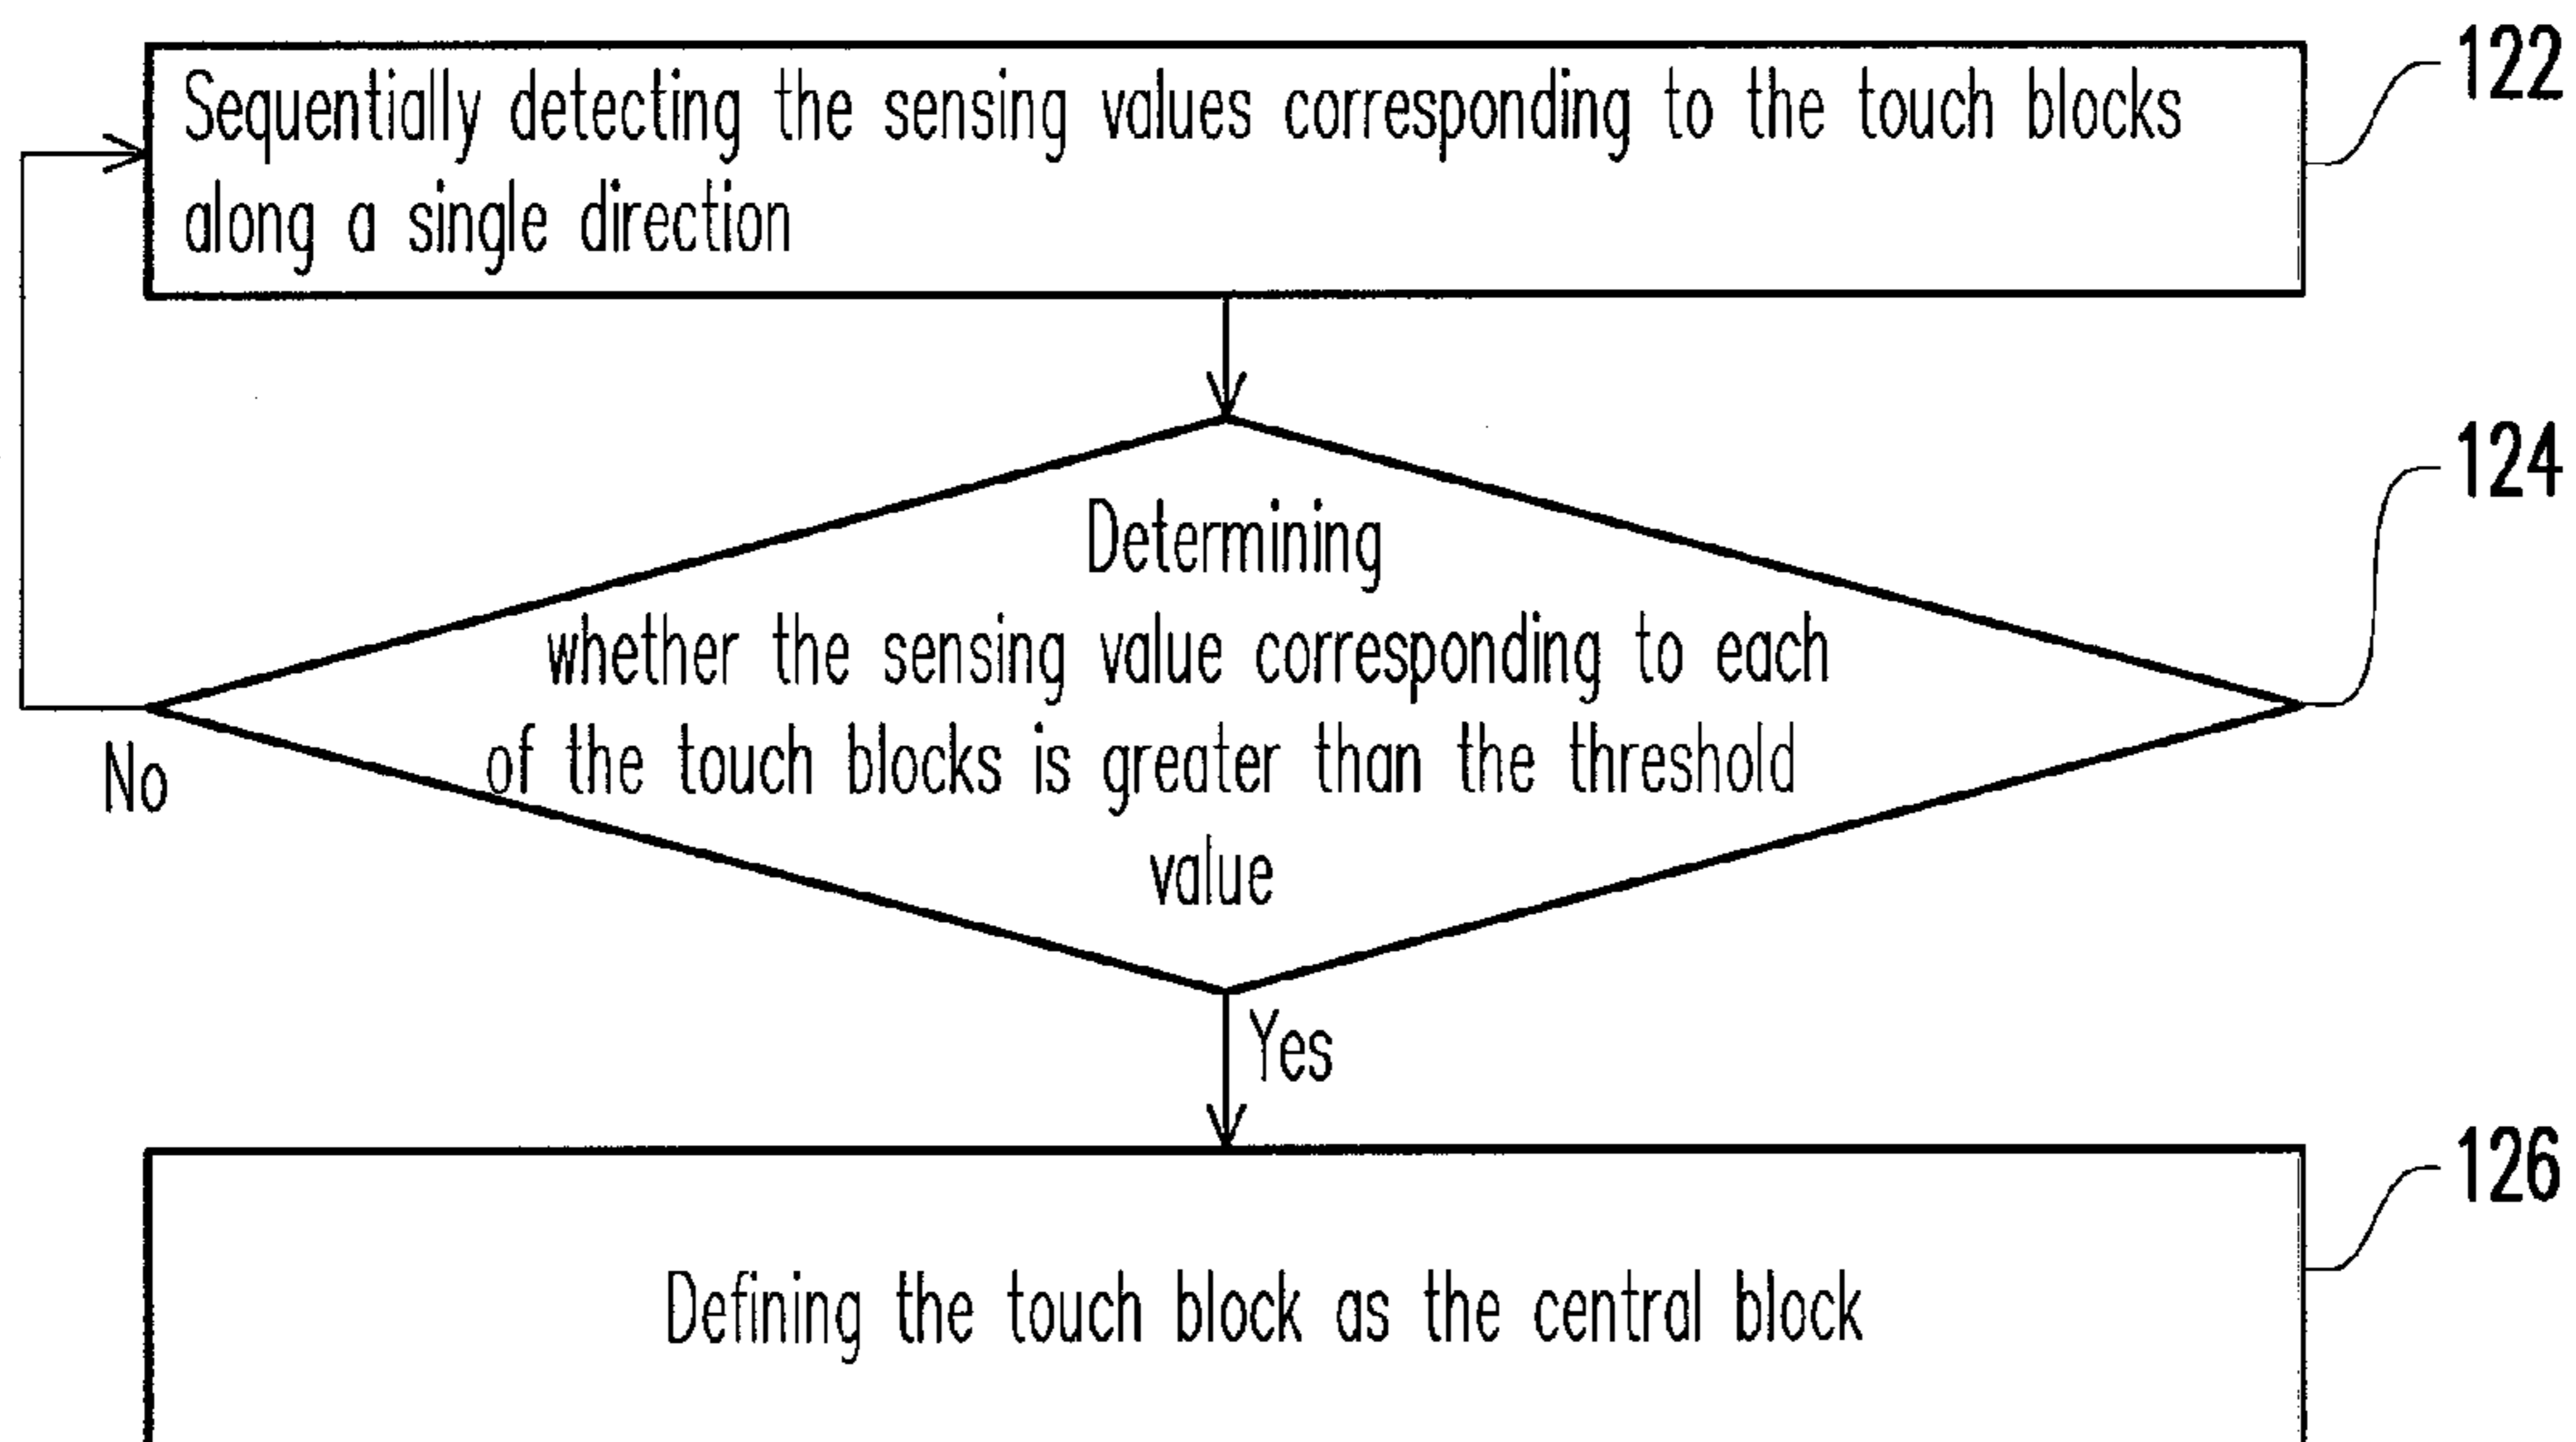 Sequentially detecting the sensing values corresponding to the touch blocks
along a single direction
122
Determining
whether the sensing value corresponding to each
of the touch blocks is greater than the threshold
value
124
No
Yes
Defining the touch block as the central block
126